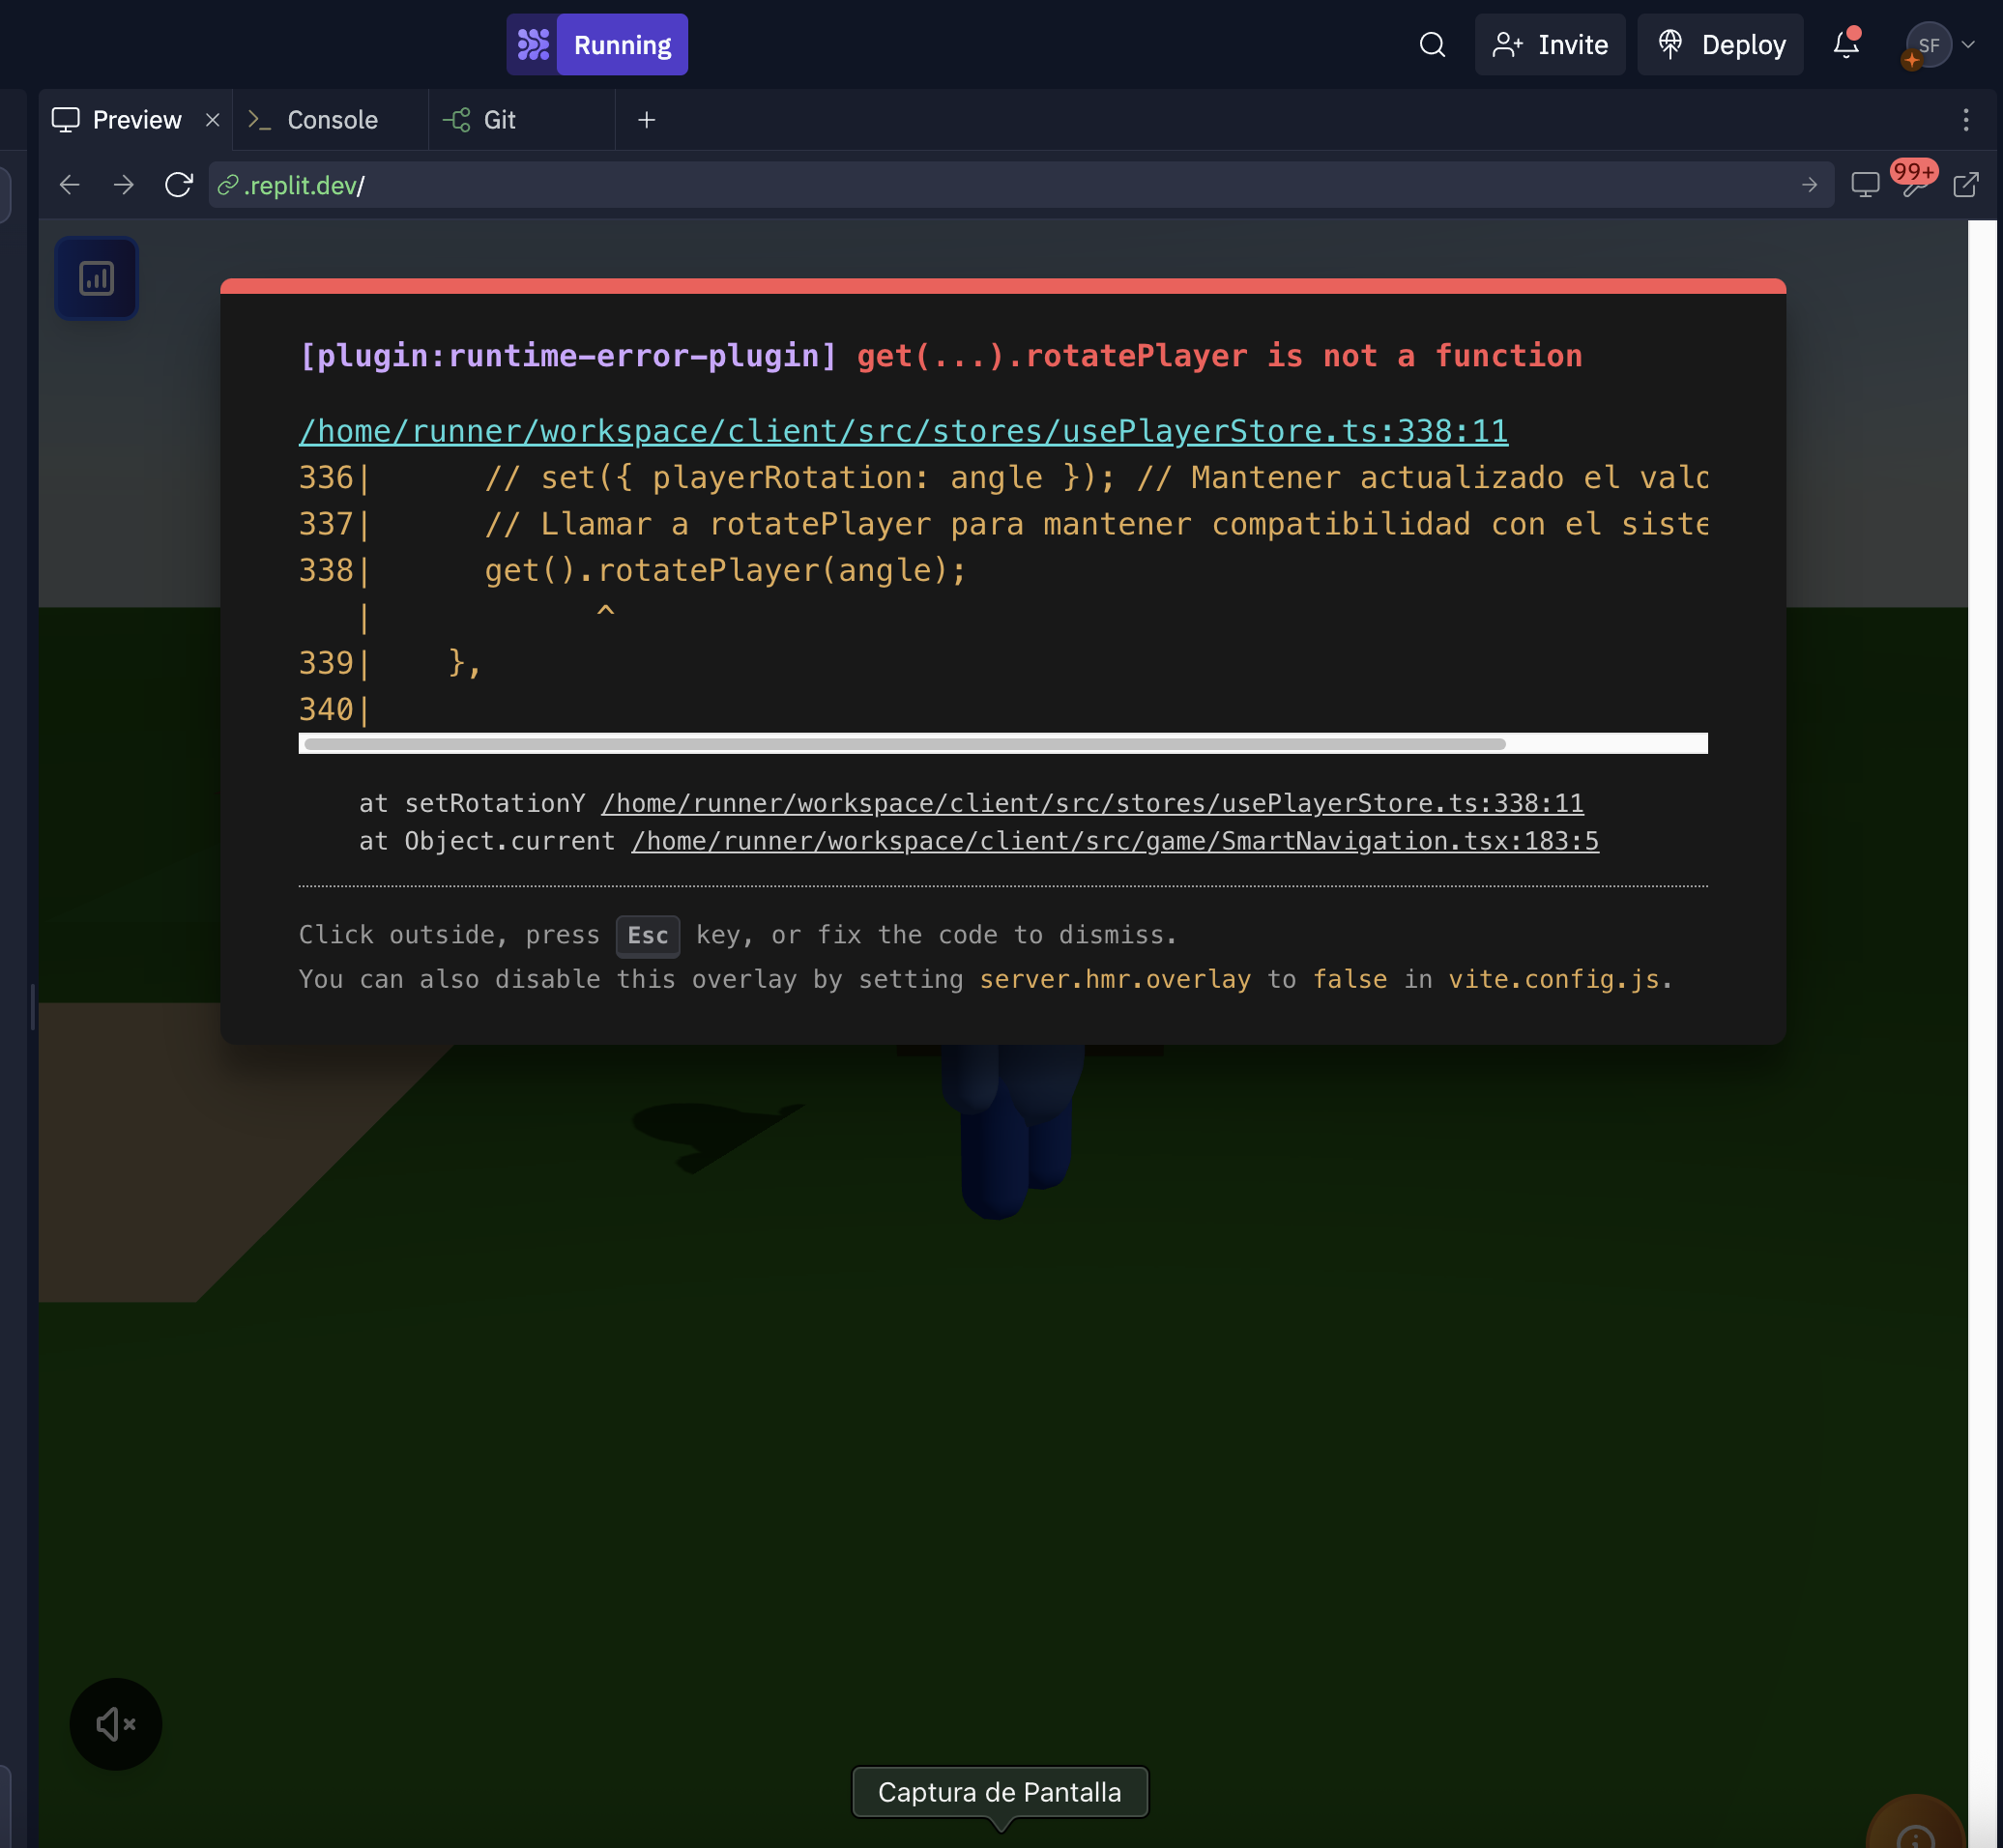 Running
Invite
Deploy
SF
Preview
Console
Git
.replit.dev/
99+
[plugin:runtime-error-plugin] get(...).rotatePlayer is not a function
/home/runner/workspace/client/src/stores/usePlayerStore.ts:338:11
336|      // set({ playerRotation: angle }); // Mantener actualizado el valo
337|      // Llamar a rotatePlayer para mantener compatibilidad con el siste
338|      get().rotatePlayer(angle);
   |            ^
339|    },
340|
at setRotationY /home/runner/workspace/client/src/stores/usePlayerStore.ts:338:11
at Object.current /home/runner/workspace/client/src/game/SmartNavigation.tsx:183:5
Click outside, press Esc key, or fix the code to dismiss.
You can also disable this overlay by setting server.hmr.overlay to false in vite.config.js.
Captura de Pantalla